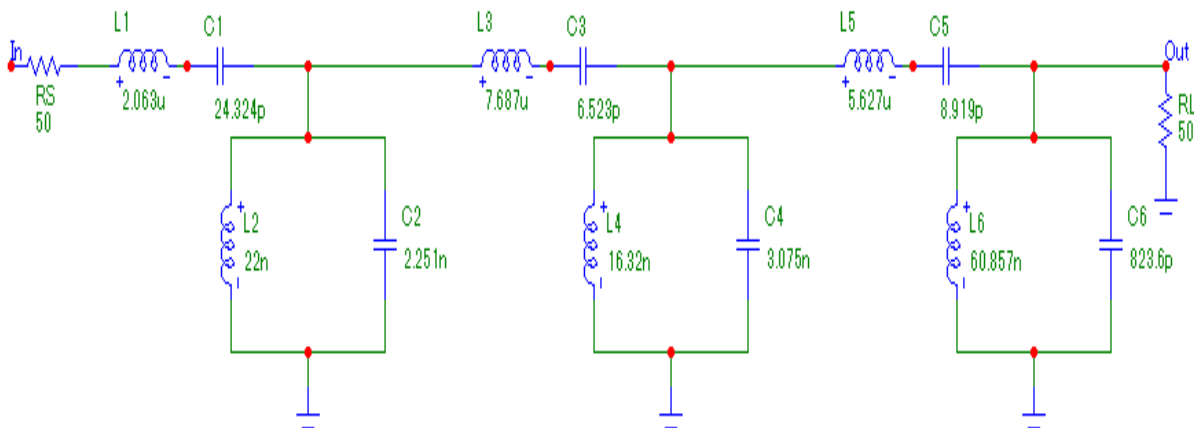 In
RS
50
L1
2.063u
C1
24.324p
L2
22n
C2
2.251n
L3
7.687u
C3
6.523p
L4
16.32n
C4
3.075n
L5
5.627u
C5
8.919p
L6
60.857n
C6
823.6p
Out
RL
50